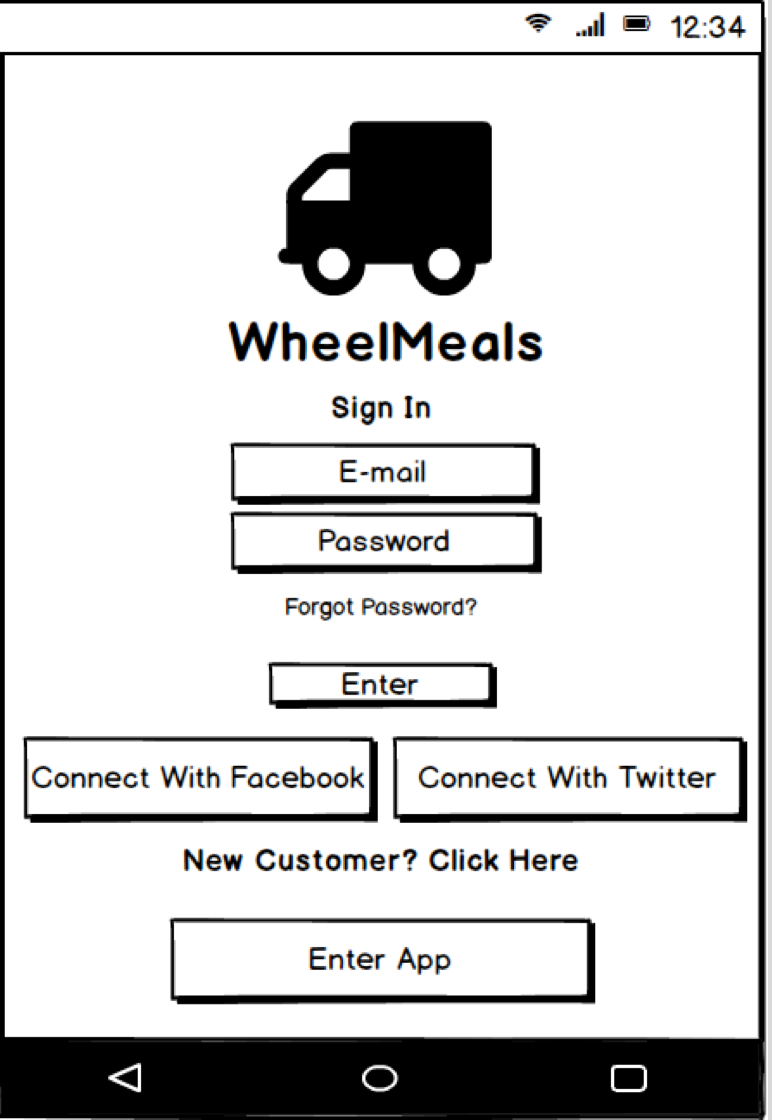 12:34
WheelMeals
Sign In
E-mail
Password
Forgot Password?
Enter
Connect With Facebook
Connect With Twitter
New Customer? Click Here
Enter App